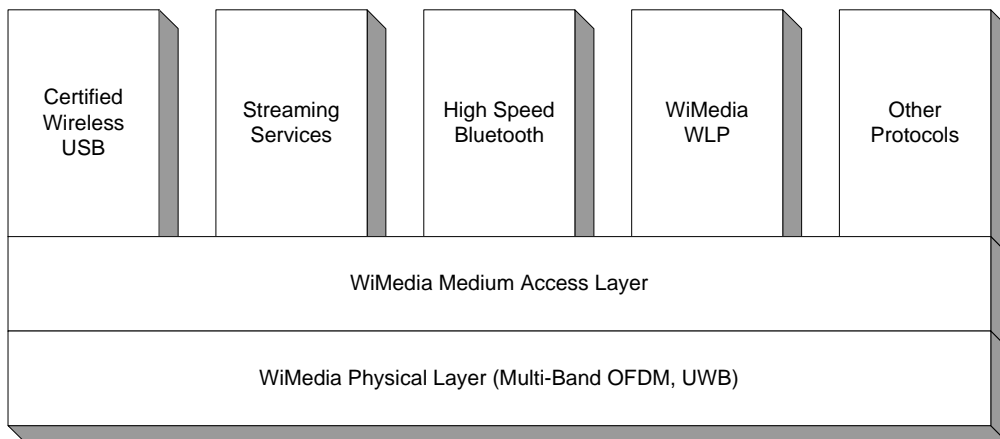 Certified
Wireless
USB
Streaming
Services
High Speed
Bluetooth
WiMedia
WLP
Other
Protocols
WiMedia Medium Access Layer
WiMedia Physical Layer (Multi-Band OFDM, UWB)